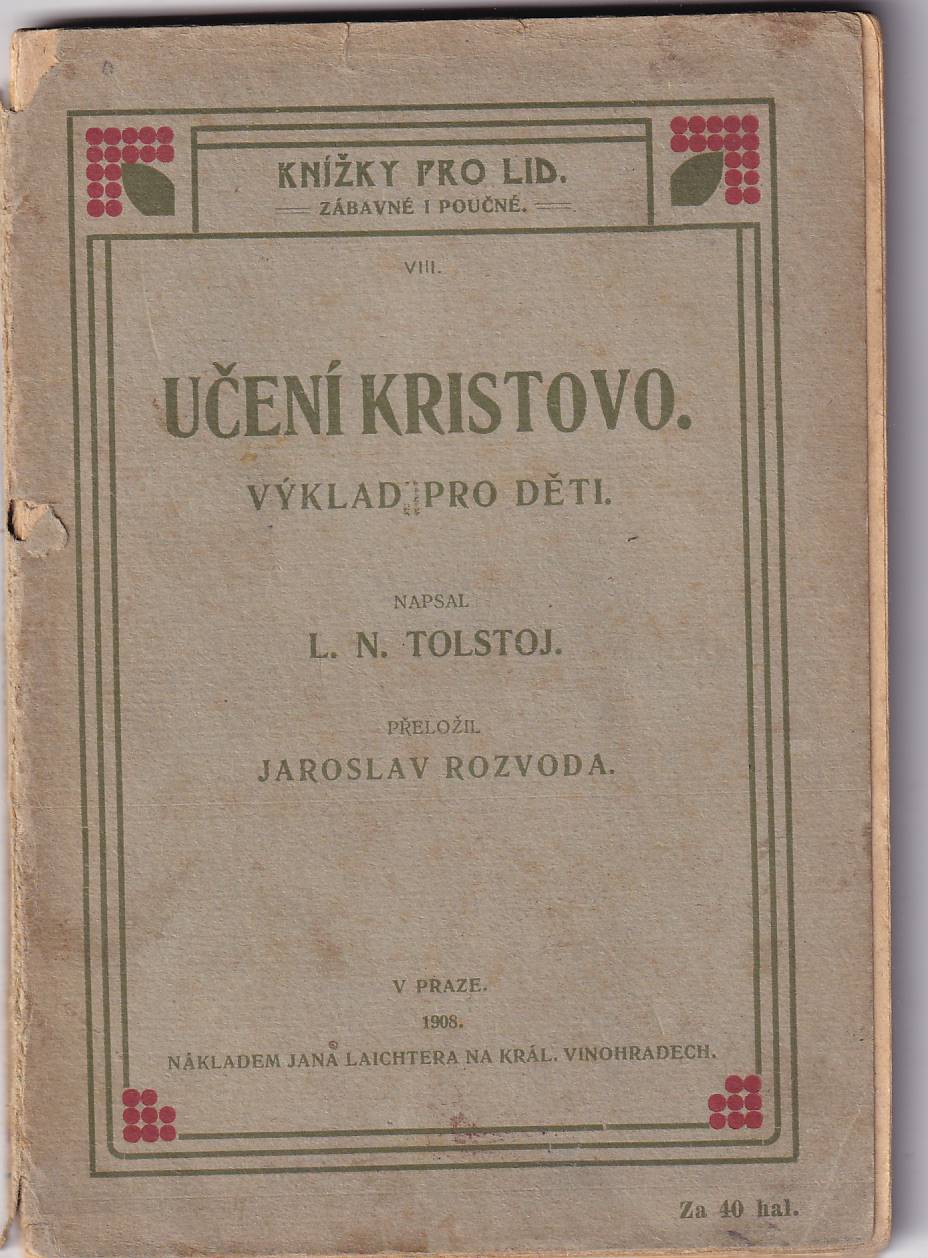 KNÍŽKY PRO LID.
ZÁBAVNÉ I POUČNÉ.
VIII.
UČENÍ KRISTOVO.
VÝKLAD PRO DĚTI.
NAPSAL
L. N. TOLSTOJ.
PŘELOŽIL
JAROSLAV ROZVODA.
V PRAZE.
1908.
NÁKLADEM JANA LAICHTERA NA KRÁL. VINOHRADECH.
Za 40 hal.